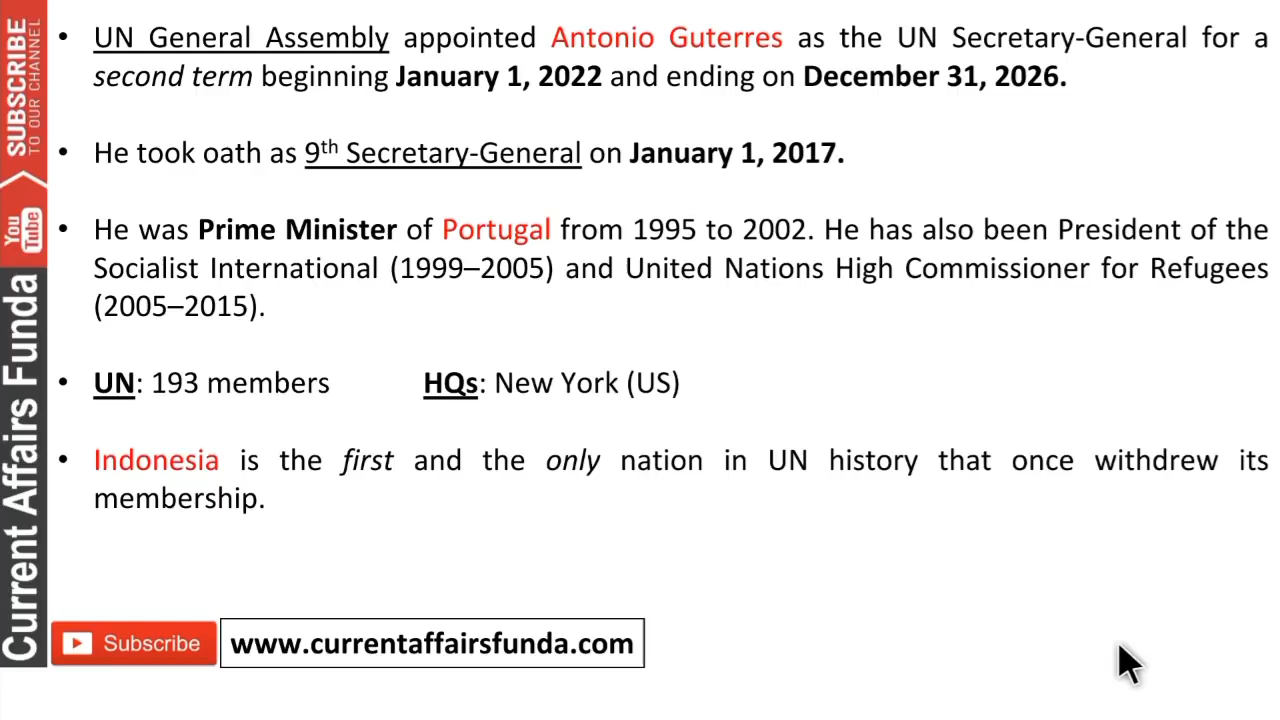 SUBSCRIBE
TO OUR CHANNEL
You
Tube
Current Affairs Funda
• UN General Assembly appointed Antonio Guterres as the UN Secretary-General for a
second term beginning January 1, 2022 and ending on December 31, 2026.
• He took oath as 9th Secretary-General on January 1, 2017.
• He was Prime Minister of Portugal from 1995 to 2002. He has also been President of the
Socialist International (1999–2005) and United Nations High Commissioner for Refugees
(2005–2015).
• UN: 193 members HQs: New York (US)
• Indonesia is the first and the only nation in UN history that once withdrew its
membership.
Subscribe
www.currentaffairsfunda.com